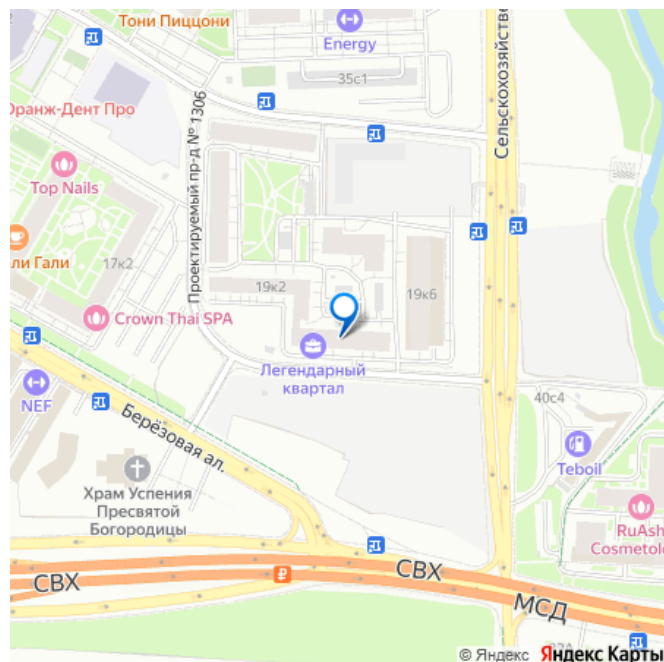 Тони Пиццони
Energy
35с1
Оранж-Дент Про
Проектируемый пр-д № 1306
Сельскохозяйстве
Top Nails
ли Гали
17к2
19к2
19к6
Crown Thai SPA
Легендарный
квартал
NEF
Берёзовая ал.
40с4
Teboil
Храм Успения
Пресвятой
Богородицы
RuAsh
Cosmetolo
СВХ
СВХ
МСД
© Яндекс Яндекс Карты